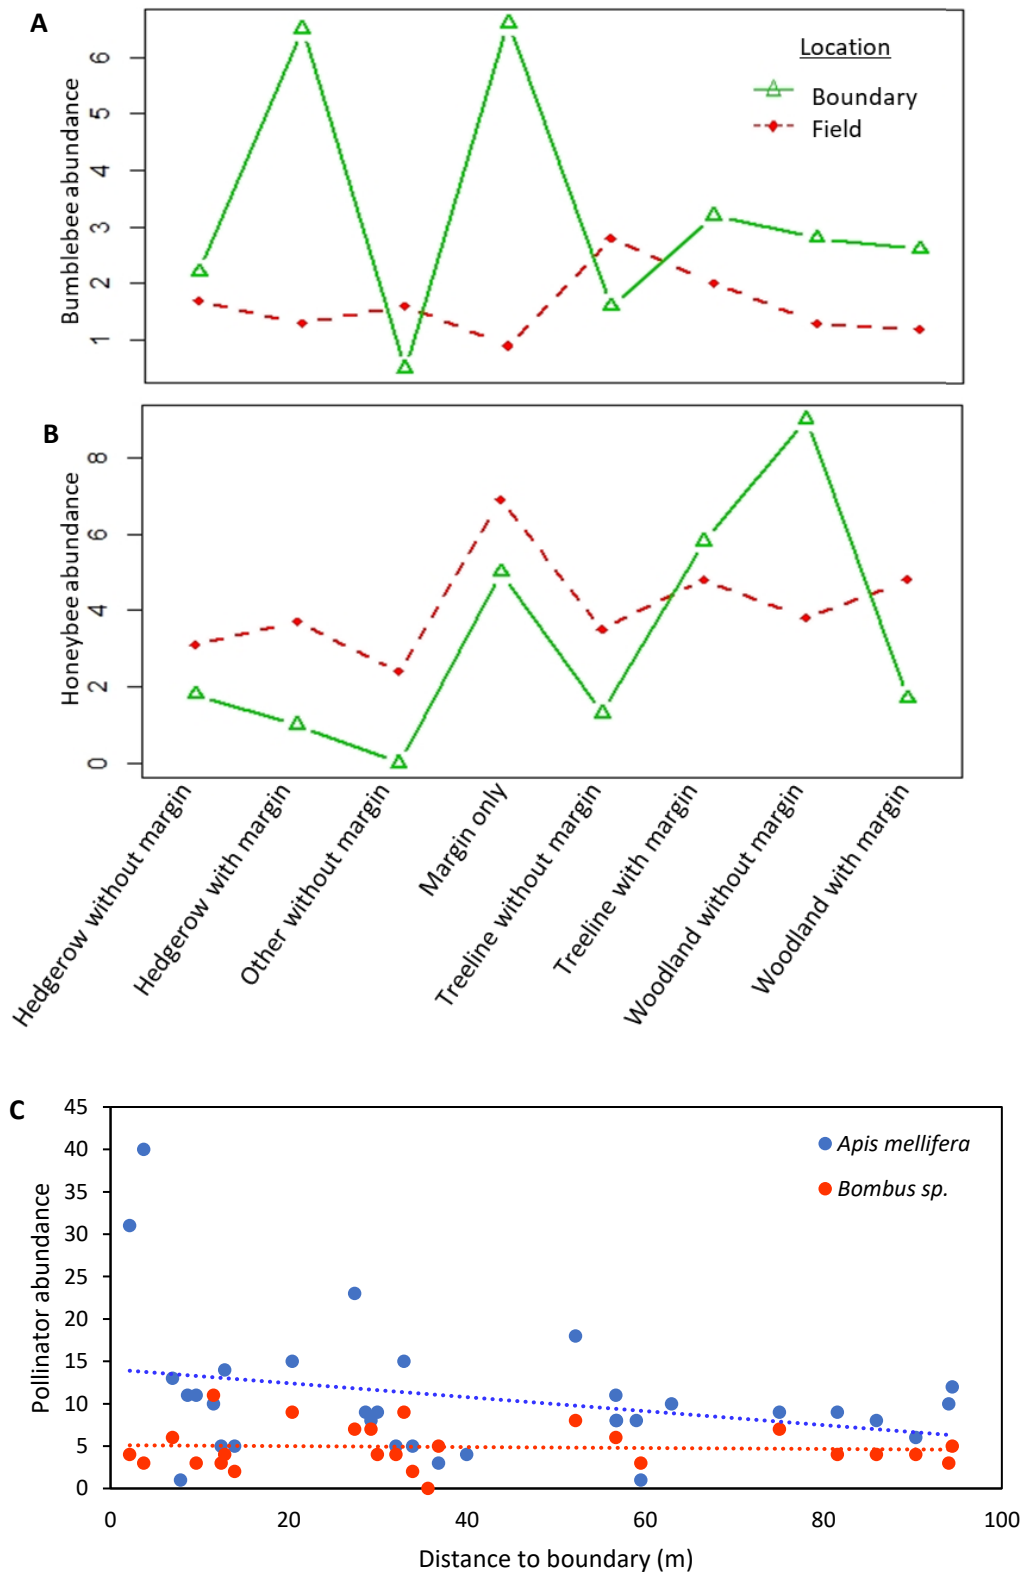 A
Bumblebee abundance
6
5
4
3
2
1
Location
Boundary
Field
B
Honeybee abundance
8
6
4
2
0
Hedgerow without margin
Hedgerow with margin
Other without margin
Margin only
Treeline without margin
Treeline with margin
Woodland without margin
Woodland with margin
C
Pollinator abundance
45
40
35
30
25
20
15
10
5
0
Apis mellifera
Bombus sp.
0 20 40 60 80 100
Distance to boundary (m)